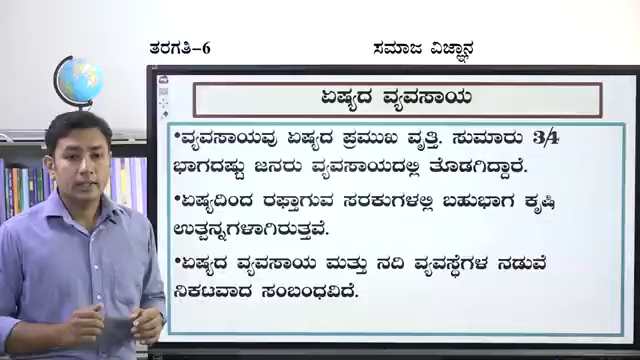 ತರಗತಿ-6 ಸಮಾಜ ವಿಜ್ಞಾನ
ಏಷ್ಯದ ವ್ಯವಸಾಯ
•ವ್ಯವಸಾಯವು ಏಷ್ಯದ ಪ್ರಮುಖ ವೃತ್ತಿ. ಸುಮಾರು 3/4
ಭಾಗದಷ್ಟು ಜನರು ವ್ಯವಸಾಯದಲ್ಲಿ ತೊಡಗಿದ್ದಾರೆ.
•ಏಷ್ಯದಿಂದ ರಫ್ತಾಗುವ ಸರಕುಗಳಲ್ಲಿ ಬಹುಭಾಗ ಕೃಷಿ
ಉತ್ಪನ್ನಗಳಾಗಿರುತ್ತವೆ.
•ಏಷ್ಯದ ವ್ಯವಸಾಯ ಮತ್ತು ನದಿ ವ್ಯವಸ್ಥೆಗಳ ನಡುವೆ
ನಿಕಟವಾದ ಸಂಬಂಧವಿದೆ.